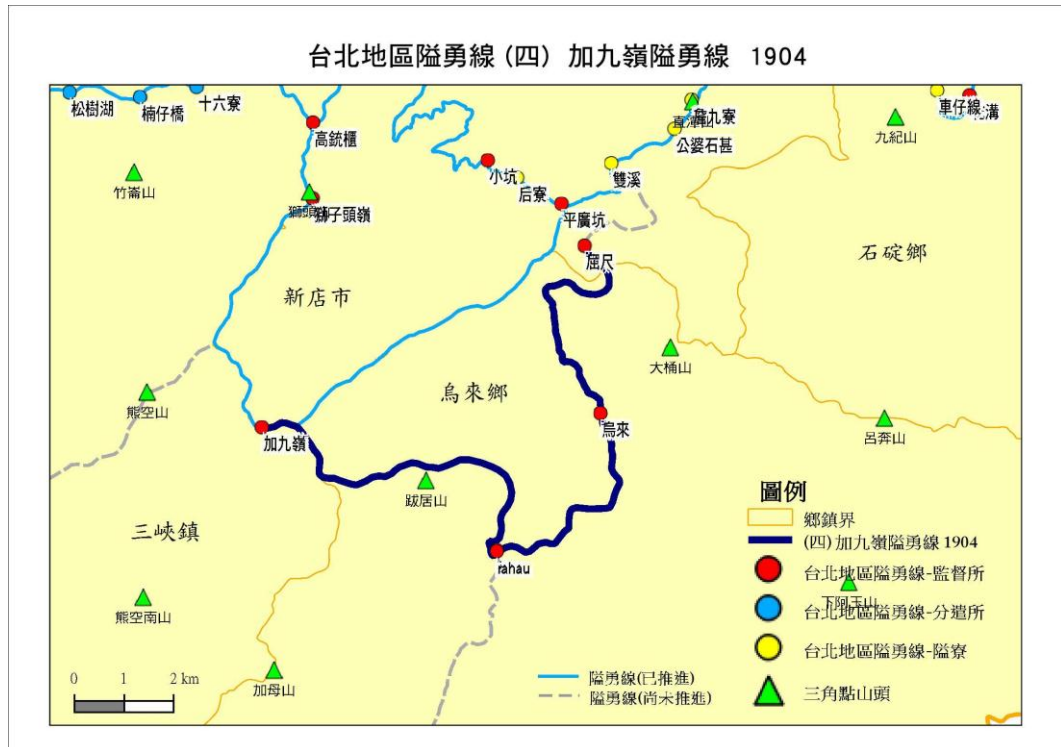 台北地區隘勇線(四) 加九嶺隘勇線 1904
松樹湖
楠仔橋
十六寮
高銃櫃
竹崙山
獅子頭嶺
小坑
后寮
平廣坑
雙溪
公婆石甚
車仔線
九紀山
屈尺
石碇鄉
新店市
大桶山
烏來鄉
熊空山
加九嶺
烏來
呂奔山
跋居山
三峽鎮
rahau
熊空南山
加母山
0 1 2 km
圖例
鄉鎮界
(四)加九嶺隘勇線 1904
台北地區隘勇線-監督所
下阿玉山
台北地區隘勇線-分遣所
台北地區隘勇線-隘寮
三角點山頭
隘勇線(已推進)
隘勇線(尚未推進)